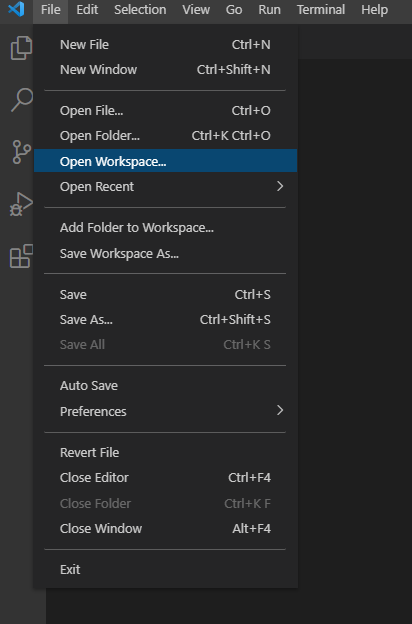 File Edit Selection View Go Run Terminal Help
New File Ctrl+N
New Window Ctrl+Shift+N
Open File... Ctrl+O
Open Folder... Ctrl+K Ctrl+O
Open Workspace...
Open Recent
Add Folder to Workspace...
Save Workspace As...
Save Ctrl+S
Save As... Ctrl+Shift+S
Save All Ctrl+K S
Auto Save
Preferences
Revert File
Close Editor Ctrl+F4
Close Folder Ctrl+K F
Close Window Alt+F4
Exit